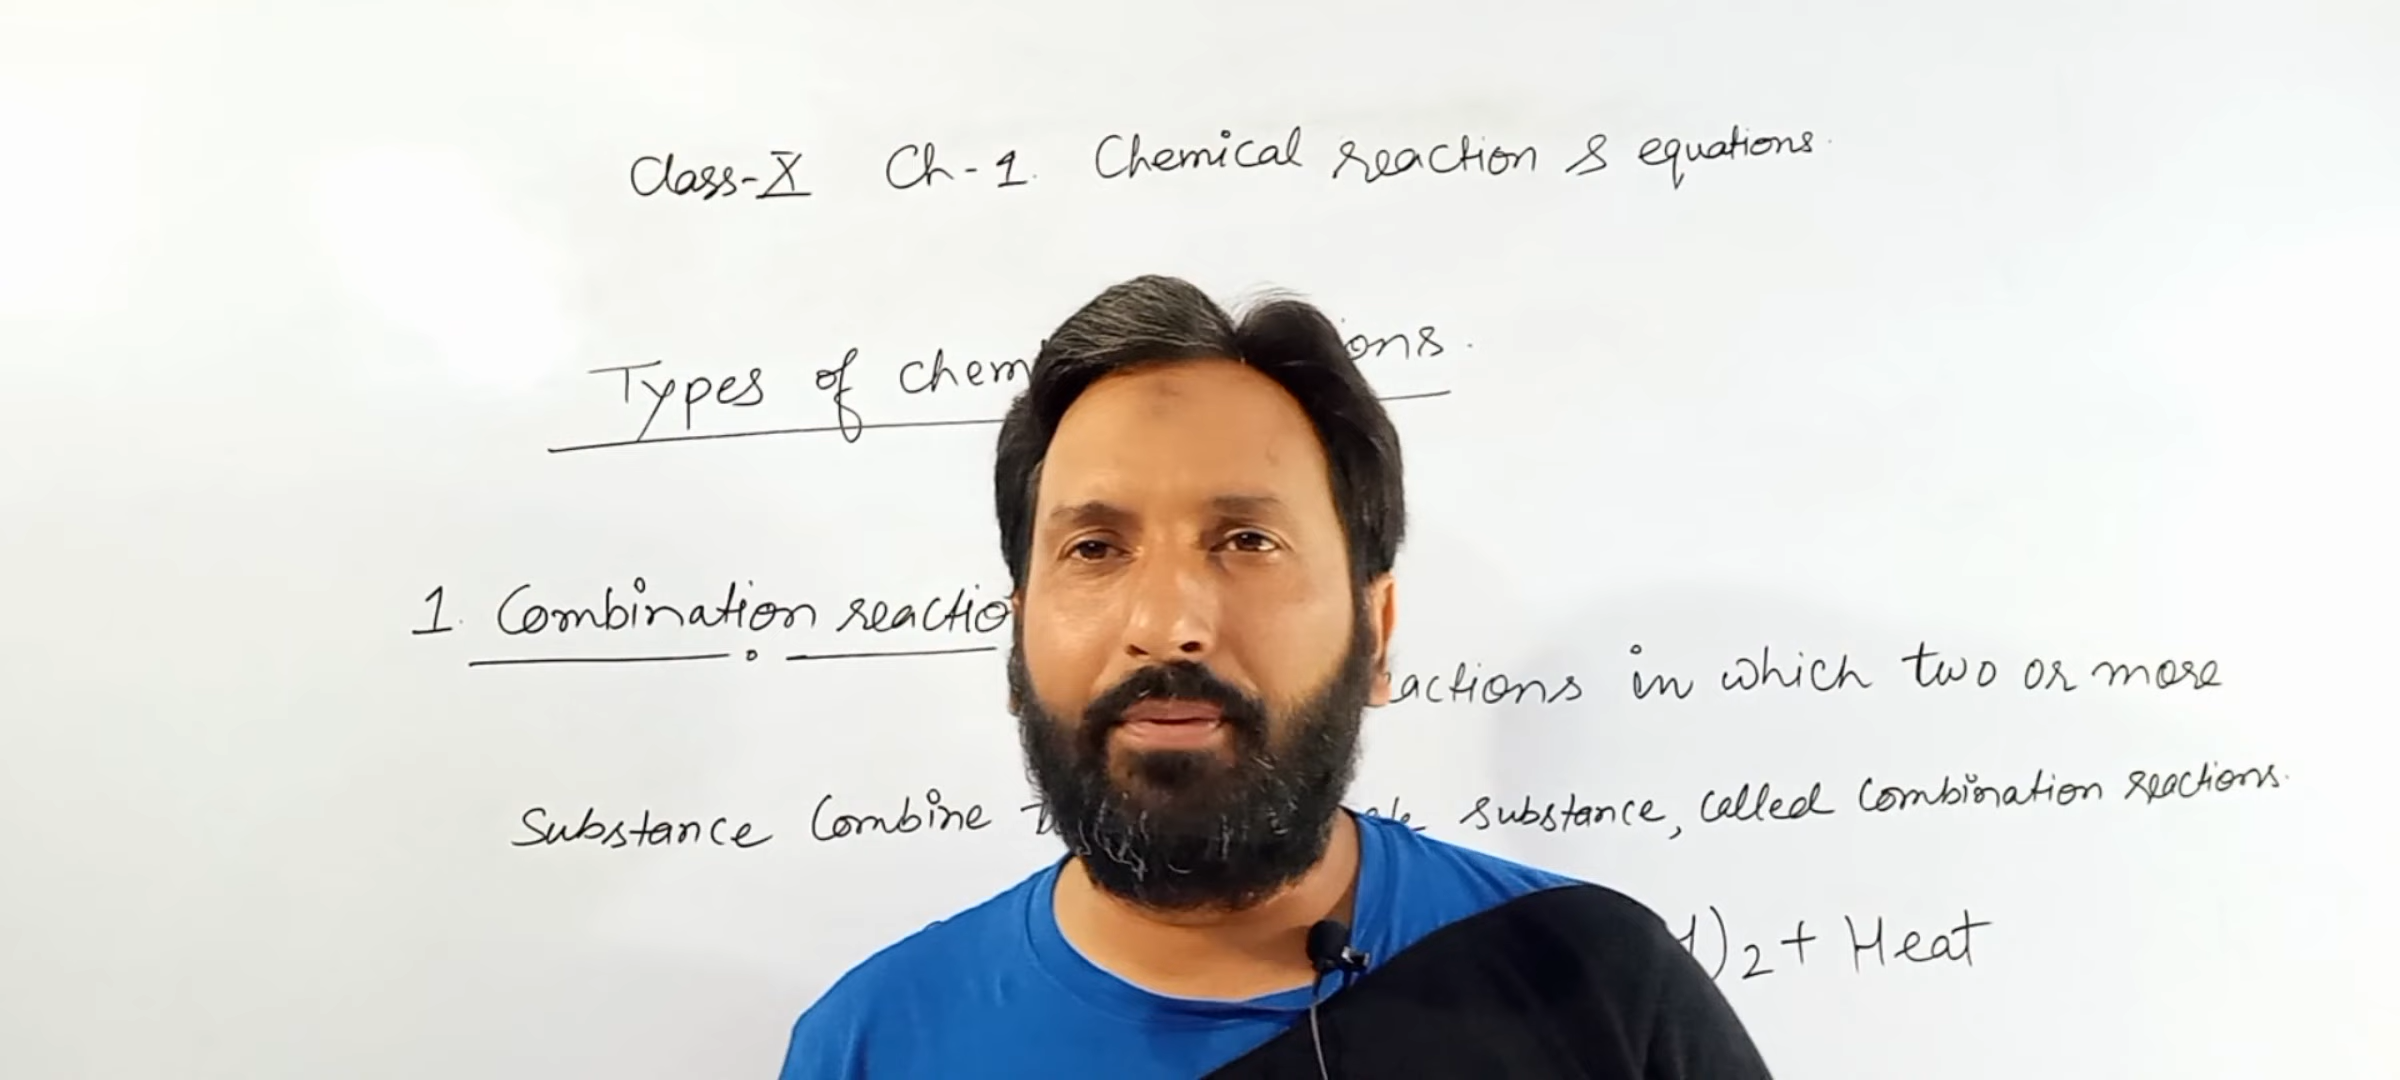 Class-X Ch-1. Chemical reaction & equations.
Types of chem ons.
1. Combination reactio
actions in which two or more
Substance Combine substance, called Combination reactions.
)2 + Heat